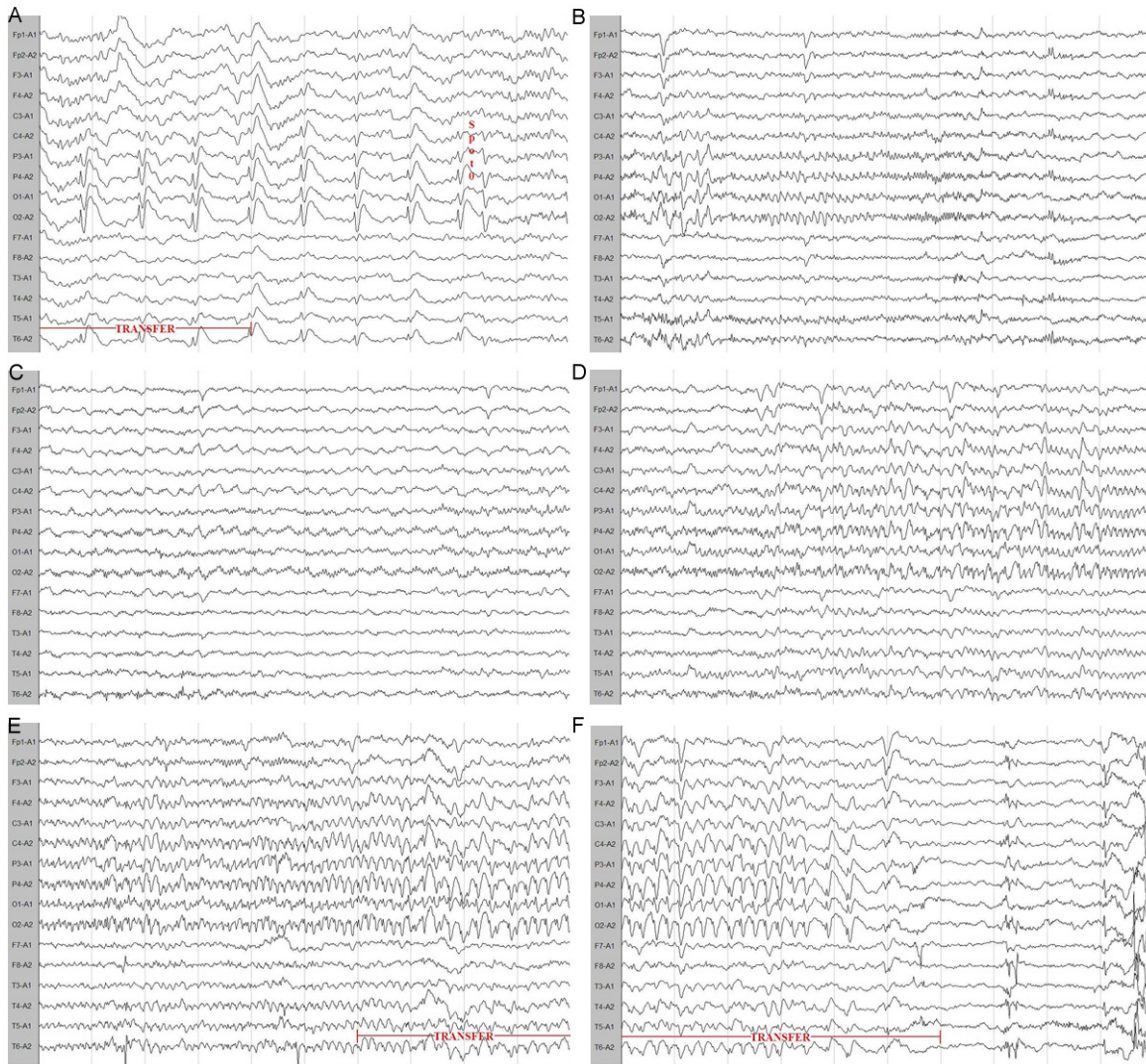 A
Fp1-A1
Fp2-A2
F3-A1
F4-A2
C3-A1
C4-A2
P3-A1
P4-A2
O1-A1
O2-A2
F7-A1
F8-A2
T3-A1
T4-A2
T5-A1
T6-A2
Spot0
TRANSFER
B
Fp1-A1
Fp2-A2
F3-A1
F4-A2
C3-A1
C4-A2
P3-A1
P4-A2
O1-A1
O2-A2
F7-A1
F8-A2
T3-A1
T4-A2
T5-A1
T6-A2
C
Fp1-A1
Fp2-A2
F3-A1
F4-A2
C3-A1
C4-A2
P3-A1
P4-A2
O1-A1
O2-A2
F7-A1
F8-A2
T3-A1
T4-A2
T5-A1
T6-A2
D
Fp1-A1
Fp2-A2
F3-A1
F4-A2
C3-A1
C4-A2
P3-A1
P4-A2
O1-A1
O2-A2
F7-A1
F8-A2
T3-A1
T4-A2
T5-A1
T6-A2
E
Fp1-A1
Fp2-A2
F3-A1
F4-A2
C3-A1
C4-A2
P3-A1
P4-A2
O1-A1
O2-A2
F7-A1
F8-A2
T3-A1
T4-A2
T5-A1
TRANSFER
T6-A2
F
Fp1-A1
Fp2-A2
F3-A1
F4-A2
C3-A1
C4-A2
P3-A1
P4-A2
O1-A1
O2-A2
F7-A1
F8-A2
T3-A1
T4-A2
T5-A1
TRANSFER
T6-A2